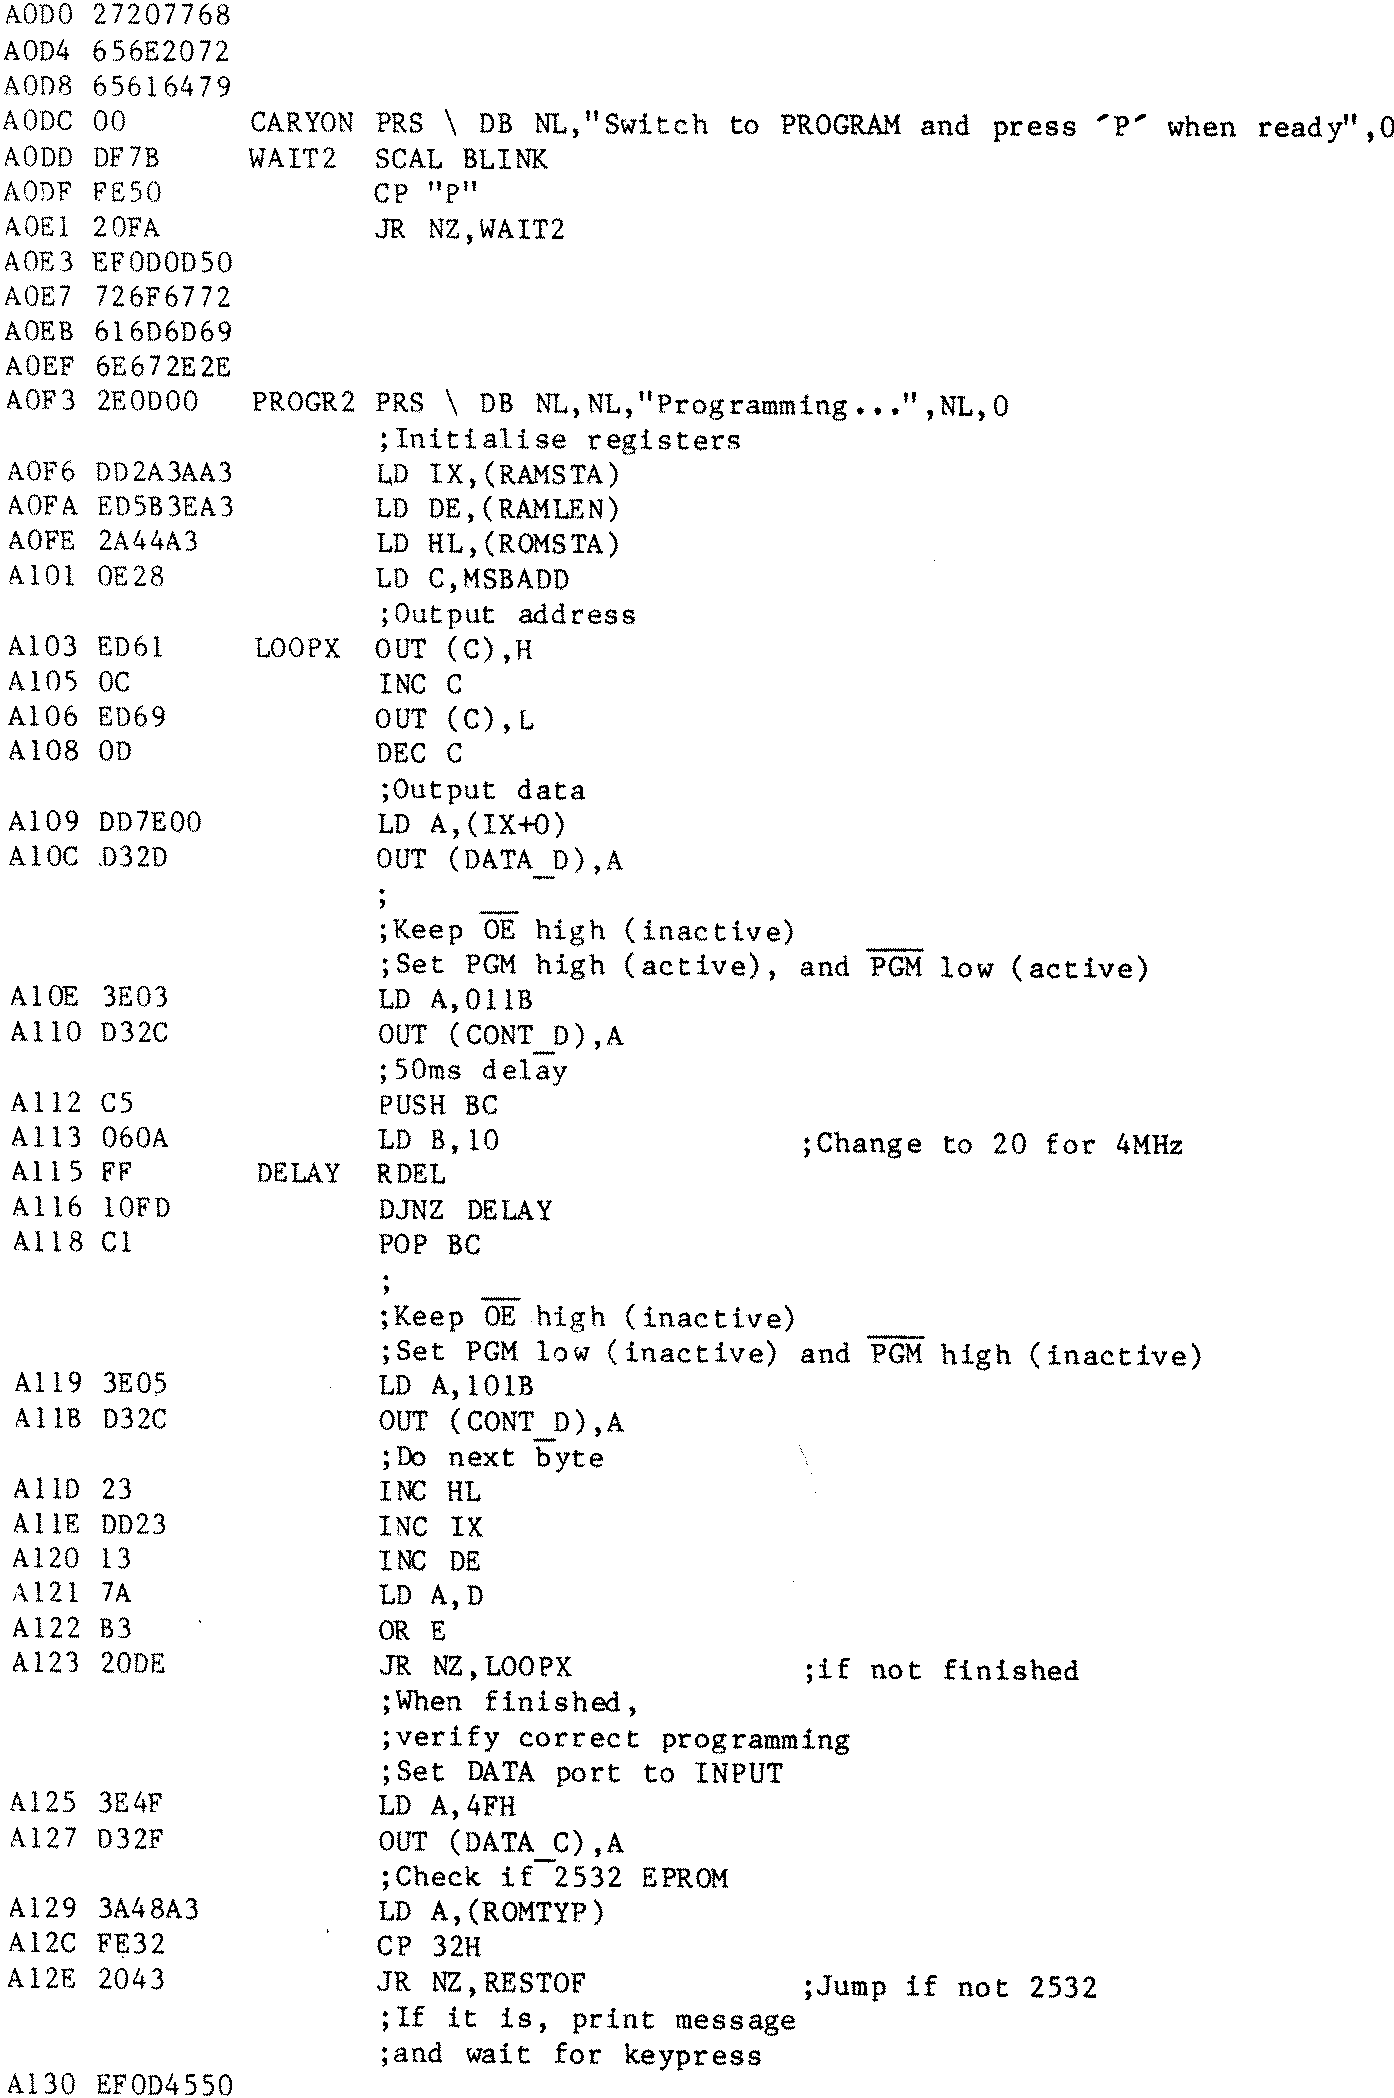 A0D0 27207768
A0D4 656E2072
A0D8 65616479
A0DC 00 CARYON PRS \ DB NL,"Switch to PROGRAM and press ´P´ when ready",0
A0DD DF7B WAIT2 SCAL BLINK
A0DF FE50 CP "P"
A0E1 20FA JR NZ,WAIT2
A0E3 EF0D0D50
A0E7 726F6772
A0EB 616D6D69
A0EF 6E672E2E
A0F3 2E0D00 PROGR2 PRS \ DB NL,NL,"Programming...",NL,0
;Initialise registers
A0F6 DD2A3AA3 LD IX,(RAMSTA)
A0FA ED5B3EA3 LD DE,(RAMLEN)
A0FE 2A44A3 LD HL,(ROMSTA)
A101 0E28 LD C,MSBADD
;Output address
A103 ED61 LOOPX OUT (C),H
A105 0C INC C
A106 ED69 OUT (C),L
A108 0D DEC C
;Output data
A109 DD7E00 LD A,(IX+0)
A10C D32D OUT (DATA_D),A
;
;Keep O̅E̅ high (inactive)
;Set PGM high (active), and P̅G̅M̅ low (active)
A10E 3E03 LD A,011B
A110 D32C OUT (CONT_D),A
;50ms delay
A112 C5 PUSH BC
A113 060A LD B,10 ;Change to 20 for 4MHz
A115 FF DELAY RDEL
A116 10FD DJNZ DELAY
A118 C1 POP BC
;
;Keep O̅E̅ high (inactive)
;Set PGM low (inactive) and P̅G̅M̅ high (inactive)
A119 3E05 LD A,101B
A11B D32C OUT (CONT_D),A
;Do next byte
A11D 23 INC HL
A11E DD23 INC IX
A120 13 INC DE
A121 7A LD A,D
A122 B3 OR E
A123 20DE JR NZ,LOOPX ;if not finished
;When finished,
;verify correct programming
;Set DATA port to INPUT
A125 3E4F LD A,4FH
A127 D32F OUT (DATA_C),A
;Check if 2532 EPROM
A129 3A48A3 LD A,(ROMTYP)
A12C FE32 CP 32H
A12E 2043 JR NZ,RESTOF ;Jump if not 2532
;If it is, print message
;and wait for keypress
A130 EF0D4550